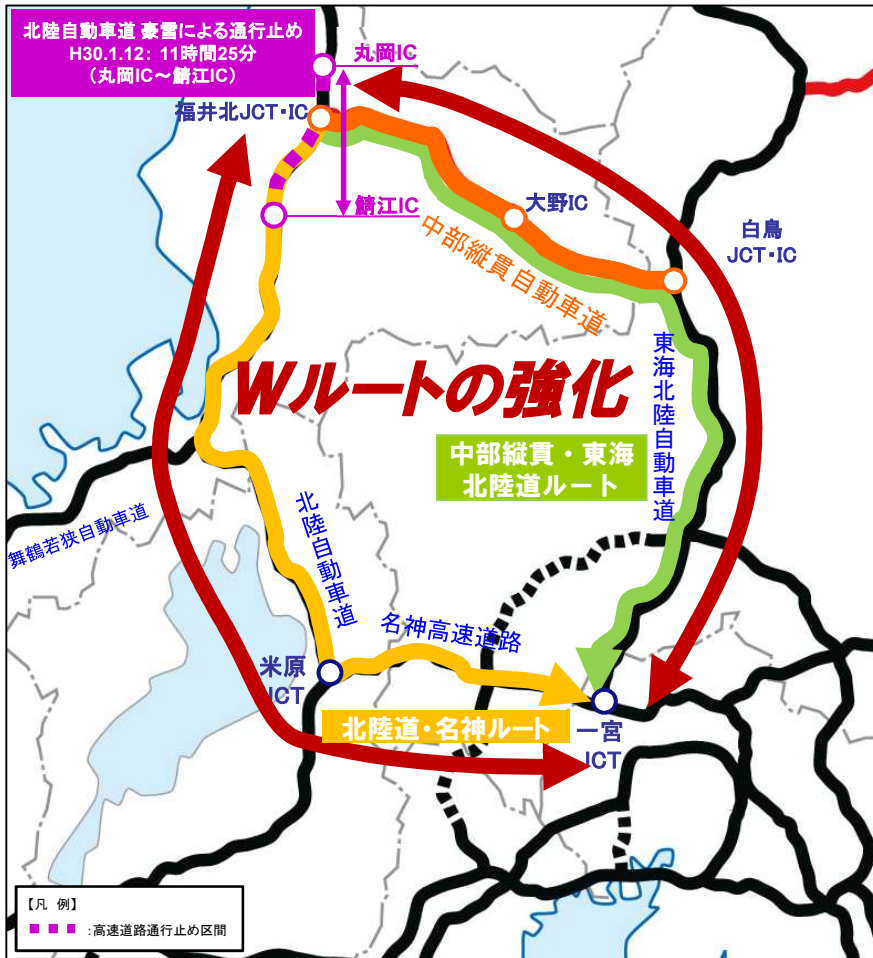 北陸自動車道 豪雪による通行止め
H30.1.12： 11時間25分
（丸岡IC～鯖江IC）
丸岡IC
福井北JCT・IC
鯖江IC
大野IC
白鳥
JCT・IC
中部縦貫自動車道
東海北陸自動車道
Wルートの強化
中部縦貫・東海
北陸道ルート
舞鶴若狭自動車道
北陸自動車道
名神高速道路
米原
JCT
北陸道・名神ルート
一宮
JCT
【凡 例】
：高速道路通行止め区間